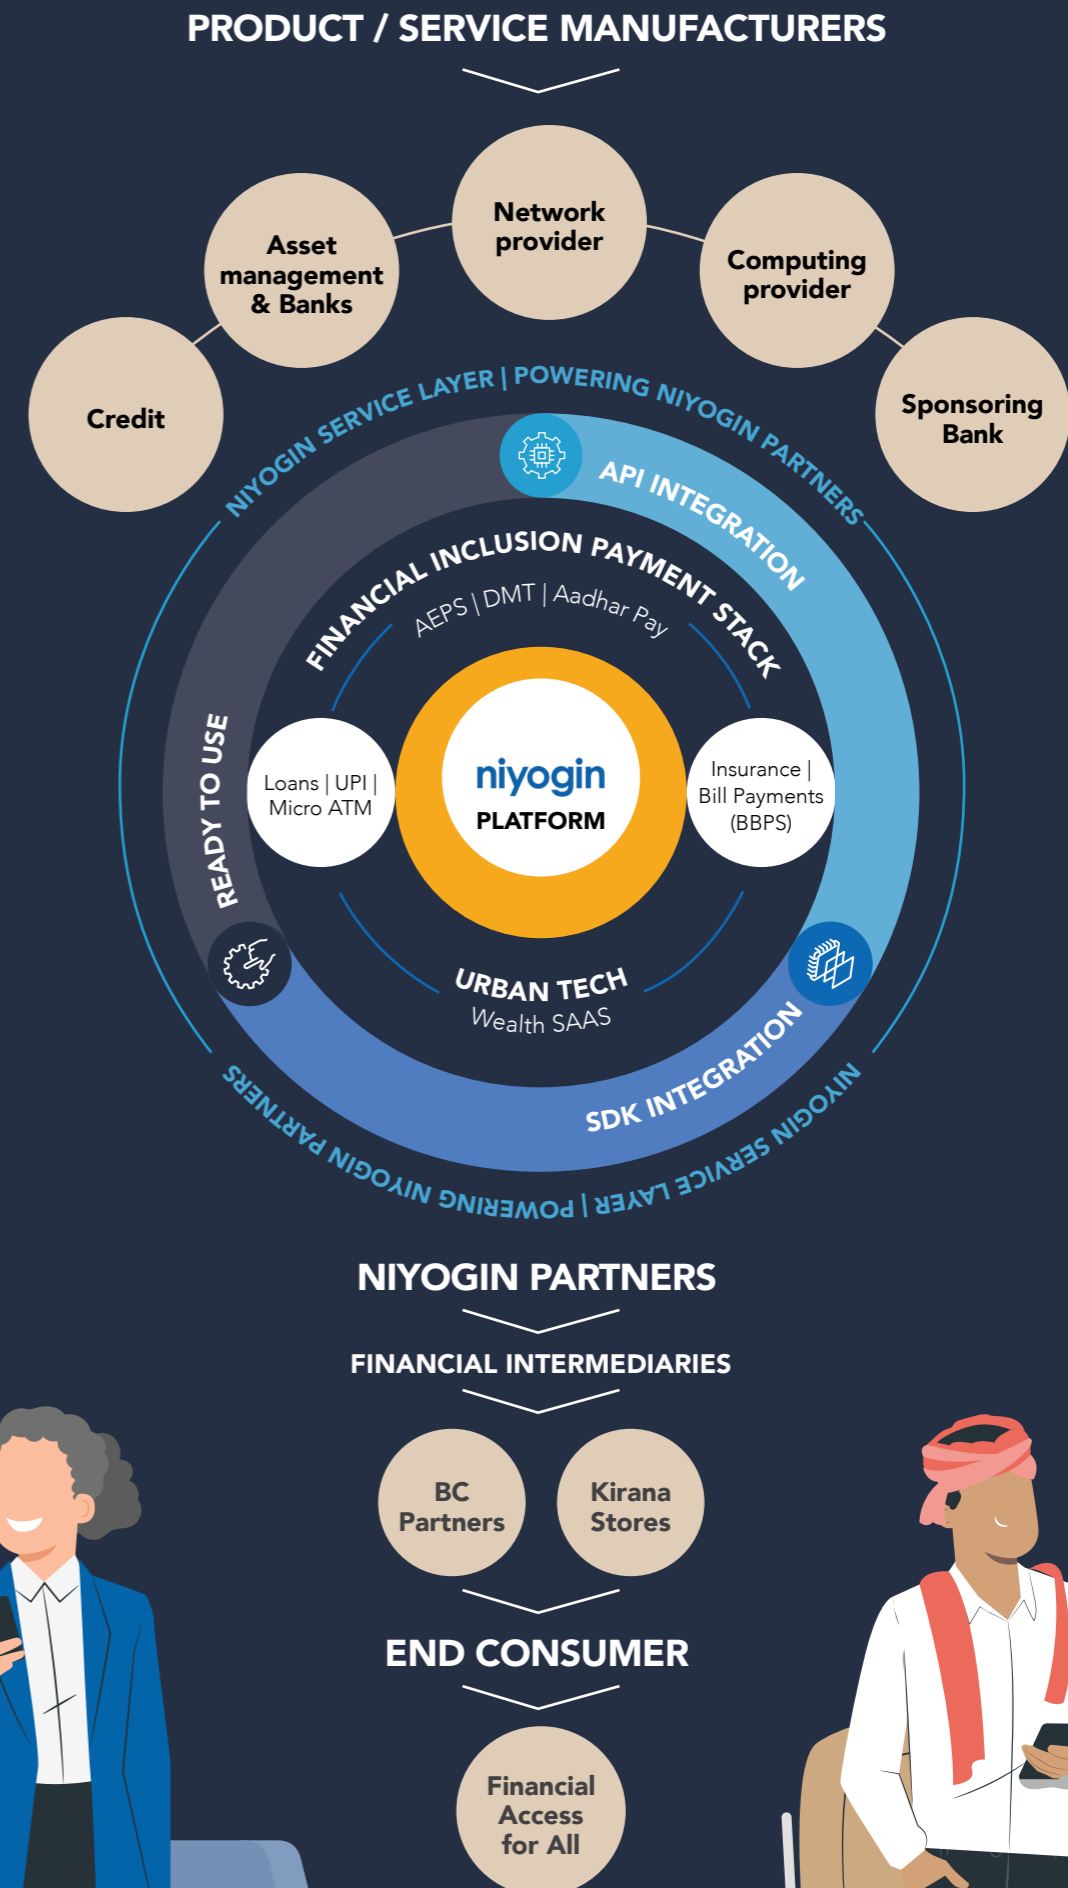 PRODUCT / SERVICE MANUFACTURERS
Network
provider
Asset
management
& Banks
Computing
provider
Credit
Sponsoring
Bank
NIYOGIN SERVICE LAYER | POWERING NIYOGIN PARTNERS
API INTEGRATION
FINANCIAL INCLUSION PAYMENT STACK
AEPS | DMT | Aadhar Pay
READY TO USE
Loans | UPI |
Micro ATM
niyogin
PLATFORM
Insurance |
Bill Payments
(BBPS)
URBAN TECH
Wealth SAAS
SDK INTEGRATION
NIYOGIN SERVICE LAYER | POWERING NIYOGIN PARTNERS
NIYOGIN PARTNERS
FINANCIAL INTERMEDIARIES
BC
Partners
Kirana
Stores
END CONSUMER
Financial
Access
for All